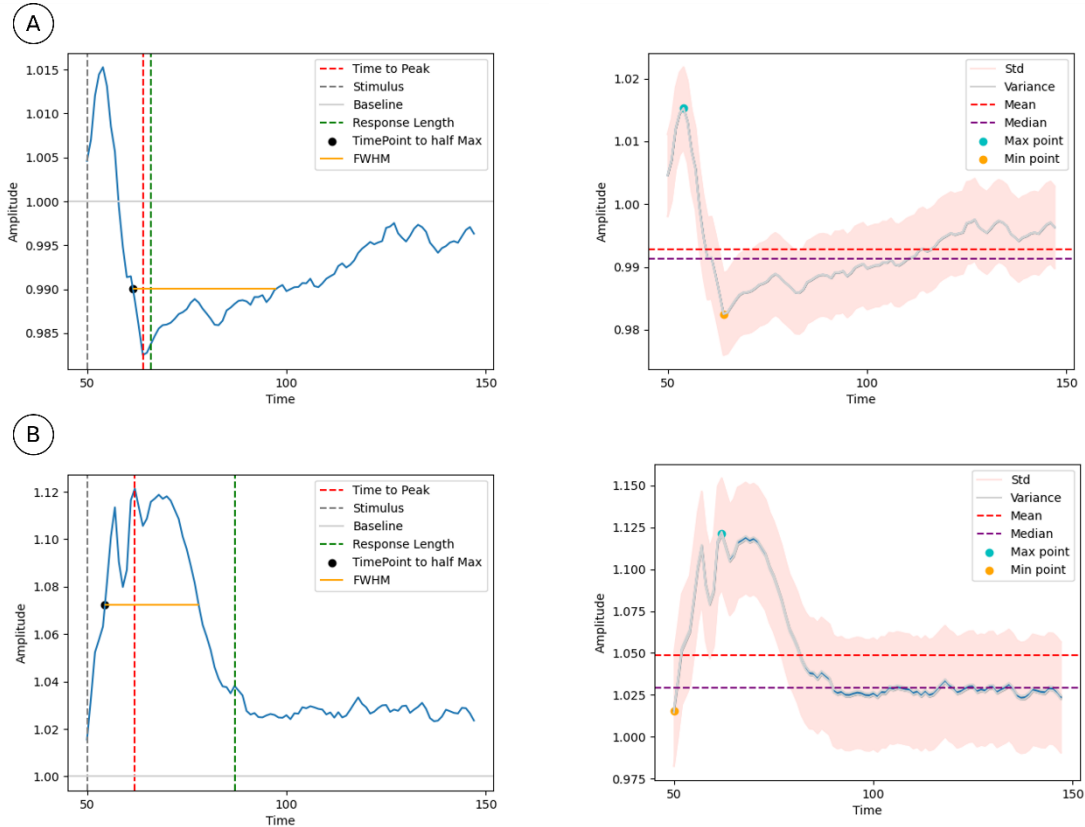 A
1.015
1.010
1.005
1.000
0.995
0.990
0.985
Amplitude
50
100
150
Time
Time to Peak
Stimulus
Baseline
Response Length
TimePoint to half Max
FWHM
1.02
1.01
1.00
0.99
0.98
Amplitude
50
100
150
Time
Std
Variance
Mean
Median
Max point
Min point
B
1.12
1.10
1.08
1.06
1.04
1.02
1.00
Amplitude
50
100
150
Time
Time to Peak
Stimulus
Baseline
Response Length
TimePoint to half Max
FWHM
1.150
1.125
1.100
1.075
1.050
1.025
1.000
0.975
Amplitude
50
100
150
Time
Std
Variance
Mean
Median
Max point
Min point